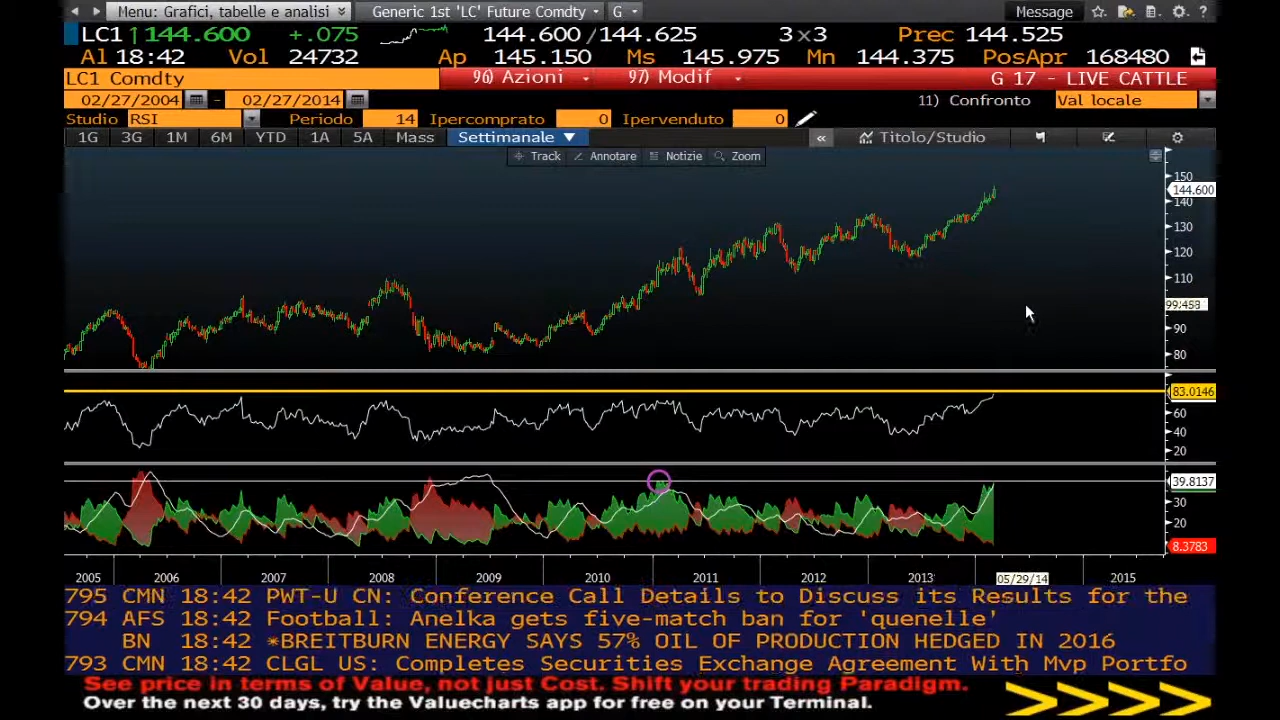 Menu: Grafici, tabelle e analisi Generic 1st 'LC' Future Comdty G Message ?
LC1 ↑144.600 +.075 144.600/144.625 3×3 Prec 144.525
Al 18:42 Vol 24732 Ap 145.150 Ms 145.975 Mn 144.375 PosApr 168480
LC1 Comdty 96) Azioni 97) Modif G 17 - LIVE CATTLE
02/27/2004 - 02/27/2014 11) Confronto Val locale
Studio RSI Periodo 14 Ipercomprato 0 Ipervenduto 0
1G 3G 1M 6M YTD 1A 5A Mass Settimanale ▼ « Titolo/Studio
Track Annotare Notizie Zoom
150
144.600
140
130
120
110
99.453
90
80
83.0146
60
40
20
39.8137
30
20
8.3783
2005 2006 2007 2008 2009 2010 2011 2012 2013 05/29/14 2015
795 CMN 18:42 PWT-U CN: Conference Call Details to Discuss its Results for the
794 AFS 18:42 Football: Anelka gets five-match ban for 'quenelle'
BN 18:42 *BREITBURN ENERGY SAYS 57% OIL OF PRODUCTION HEDGED IN 2016
793 CMN 18:42 CLGL US: Completes Securities Exchange Agreement With Mvp Portfo
See price in terms of Value, not just Cost. Shift your trading Paradigm.
Over the next 30 days, try the Valuecharts app for free on your Terminal.